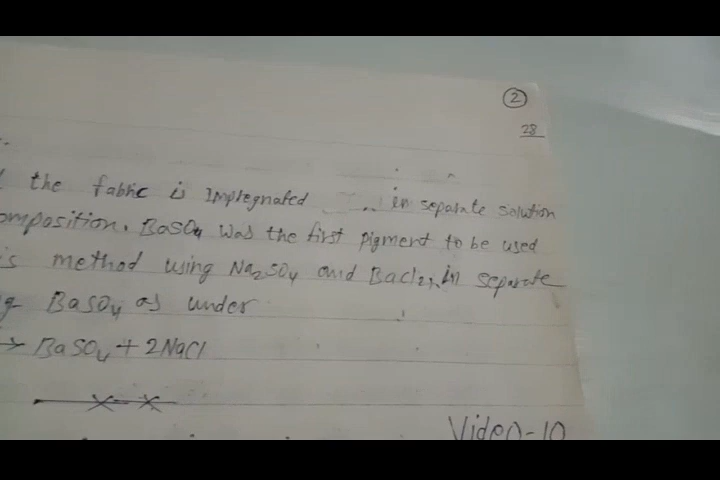 2
28
the fabric is Impregnated .. in separate solution
omposition. BaSO4 was the first pigment to be used
is method using Na2SO4 and BaCl2, in separate
g BaSO4 as under
→ BaSO4 + 2NaCl
Video-10